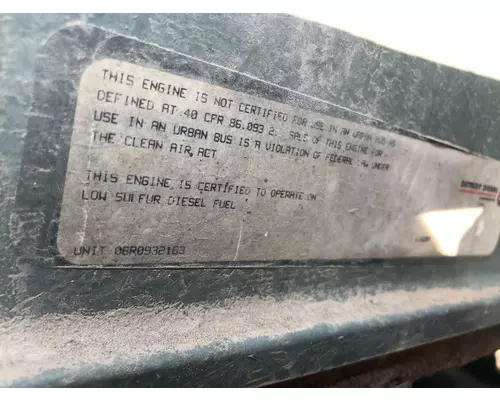 THIS ENGINE IS NOT CERTIFIED FOR USE IN AN URBAN BUS AS
DEFINED AT 40 CFR 86.093 2. SALE OF THIS ENGINE FOR
USE IN AN URBAN BUS IS A VIOLATION OF FEDERAL LAW UNDER
THE CLEAN AIR ACT
THIS ENGINE IS CERTIFIED TO OPERATE ON
LOW SULFUR DIESEL FUEL
DETROIT DIESEL
UNIT 06R0932163